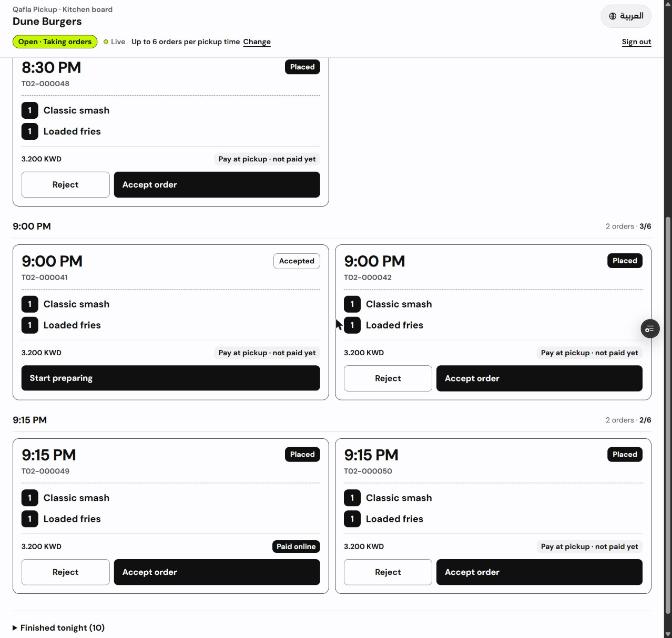 Qafla Pickup · Kitchen board
Dune Burgers
العربية
Open · Taking orders
Live · Up to 6 orders per pickup time Change
Sign out
8:30 PM
Placed
T02-000048
1 Classic smash
1 Loaded fries
3.200 KWD
Pay at pickup · not paid yet
Reject
Accept order
9:00 PM
2 orders · 3/6
9:00 PM
Accepted
T02-000041
1 Classic smash
1 Loaded fries
3.200 KWD
Pay at pickup · not paid yet
Start preparing
9:00 PM
Placed
T02-000042
1 Classic smash
1 Loaded fries
3.200 KWD
Pay at pickup · not paid yet
Reject
Accept order
9:15 PM
2 orders · 2/6
9:15 PM
Placed
T02-000049
1 Classic smash
1 Loaded fries
3.200 KWD
Paid online
Reject
Accept order
9:15 PM
Placed
T02-000050
1 Classic smash
1 Loaded fries
3.200 KWD
Pay at pickup · not paid yet
Reject
Accept order
Finished tonight (10)